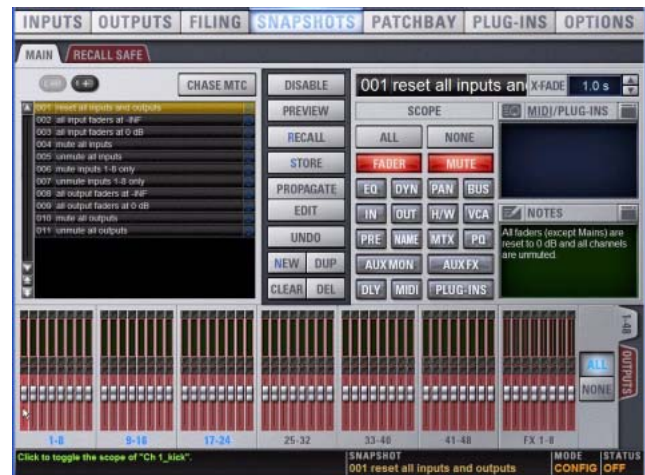 INPUTS OUTPUTS FILING SNAPSHOTS PATCHBAY PLUG-INS OPTIONS
MAIN RECALL SAFE
CHASE MTC
001 reset all inputs and outputs
002 all input faders at -INF
003 all input faders at 0 dB
004 mute all inputs
005 unmute all inputs
006 mute inputs 1-8 only
007 unmute inputs 1-8 only
008 all output faders at -INF
009 all output faders at 0 dB
010 mute all outputs
011 unmute all outputs
DISABLE
PREVIEW
RECALL
STORE
PROPAGATE
EDIT
UNDO
NEW DUP
CLEAR DEL
001 reset all inputs an X-FADE 1.0 s
SCOPE
ALL NONE
FADER MUTE
EQ DYN PAN BUS
IN OUT H/W VCA
PRE NAME MTX PQ
AUX MON AUX FX
DLY MIDI PLUG-INS
MIDI/PLUG-INS
NOTES
All faders (except Mains) are
reset to 0 dB and all channels
are unmuted.
1-48
OUTPUTS
ALL
NONE
1-8 9-16 17-24 25-32 33-40 41-48 FX 1-8
Click to toggle the scope of "Ch 1_kick".
SNAPSHOT
001 reset all inputs and outputs
MODE
CONFIG
STATUS
OFF